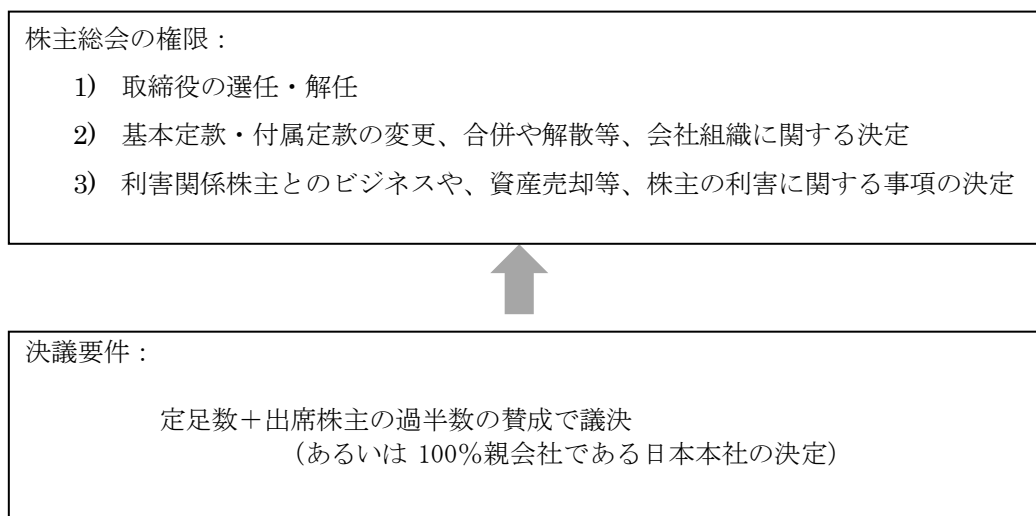 株主総会の権限：
1) 取締役の選任・解任
2) 基本定款・付属定款の変更、合併や解散等、会社組織に関する決定
3) 利害関係株主とのビジネスや、資産売却等、株主の利害に関する事項の決定
決議要件：
定足数＋出席株主の過半数の賛成で議決
（あるいは 100％親会社である日本本社の決定）